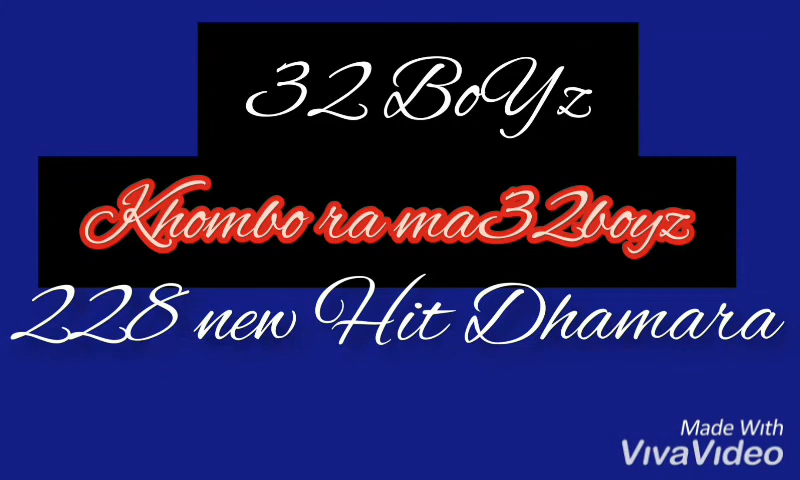 32 BoYz
Khombo ra ma32boyz
228 new Hit Dhamara
Made With
VivaVideo